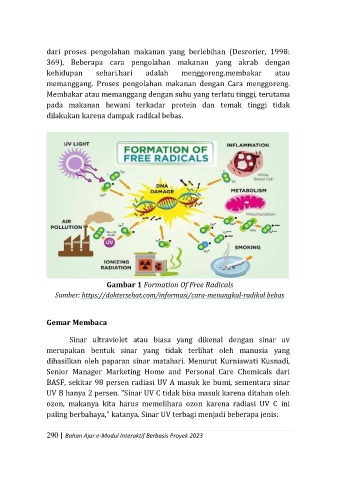 dari proses pengolahan makanan yang berlebihan (Desrorier, 1998:
369). Beberapa cara pengolahan makanan yang akrab dengan
kehidupan sehari.hari adalah menggoreng.membakar atau
memanggang. Proses pengolahan makanan dengan Cara menggoreng.
Membakar atau memanggang dengan suhu yang terlatu tinggi, terutama
pada makanan hewani terkadar protein dan temak tinggi tidak
dilakukan karena dampak radikal bebas.
UV LIGHT
FORMATION OF
FREE RADICALS
INFLAMMATION
White
Blood Cell
DNA
DAMAGE
METABOLISM
Mitochondrion
AIR
POLLUTION
UV
SMOKING
IONIZING
RADIATION
Gambar 1 Formation Of Free Radicals
Sumber: https://doktersehat.com/informasi/cara-menangkal-radikal bebas
Gemar Membaca
Sinar ultraviolet atau biasa yang dikenal dengan sinar uv
merupakan bentuk sinar yang tidak terlihat oleh manusia yang
dihasilkan oleh paparan sinar matahari. Menurut Kurniawati Kusnadi,
Senior Manager Marketing Home and Personal Care Chemicals dari
BASF, sekitar 98 persen radiasi UV A masuk ke bumi, sementara sinar
UV B hanya 2 persen. "Sinar UV C tidak bisa masuk karena ditahan oleh
ozon, makanya kita harus memelihara ozon karena radiasi UV C ini
paling berbahaya," katanya. Sinar UV terbagi menjadi beberapa jenis:
290 | Bahan Ajar e-Modul Interaktif Berbasis Proyek 2023